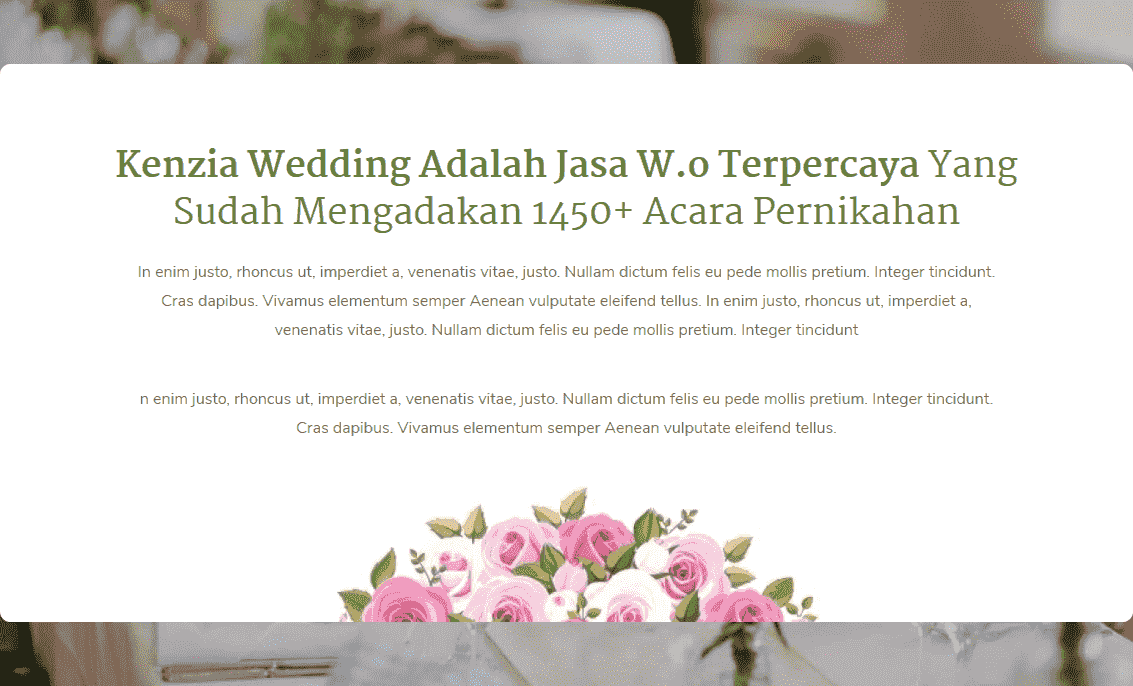 Kenzia Wedding Adalah Jasa W.o Terpercaya Yang
Sudah Mengadakan 1450+ Acara Pernikahan
In enim justo, rhoncus ut, imperdiet a, venenatis vitae, justo. Nullam dictum felis eu pede mollis pretium. Integer tincidunt.
Cras dapibus. Vivamus elementum semper Aenean vulputate eleifend tellus. In enim justo, rhoncus ut, imperdiet a,
venenatis vitae, justo. Nullam dictum felis eu pede mollis pretium. Integer tincidunt
n enim justo, rhoncus ut, imperdiet a, venenatis vitae, justo. Nullam dictum felis eu pede mollis pretium. Integer tincidunt.
Cras dapibus. Vivamus elementum semper Aenean vulputate eleifend tellus.